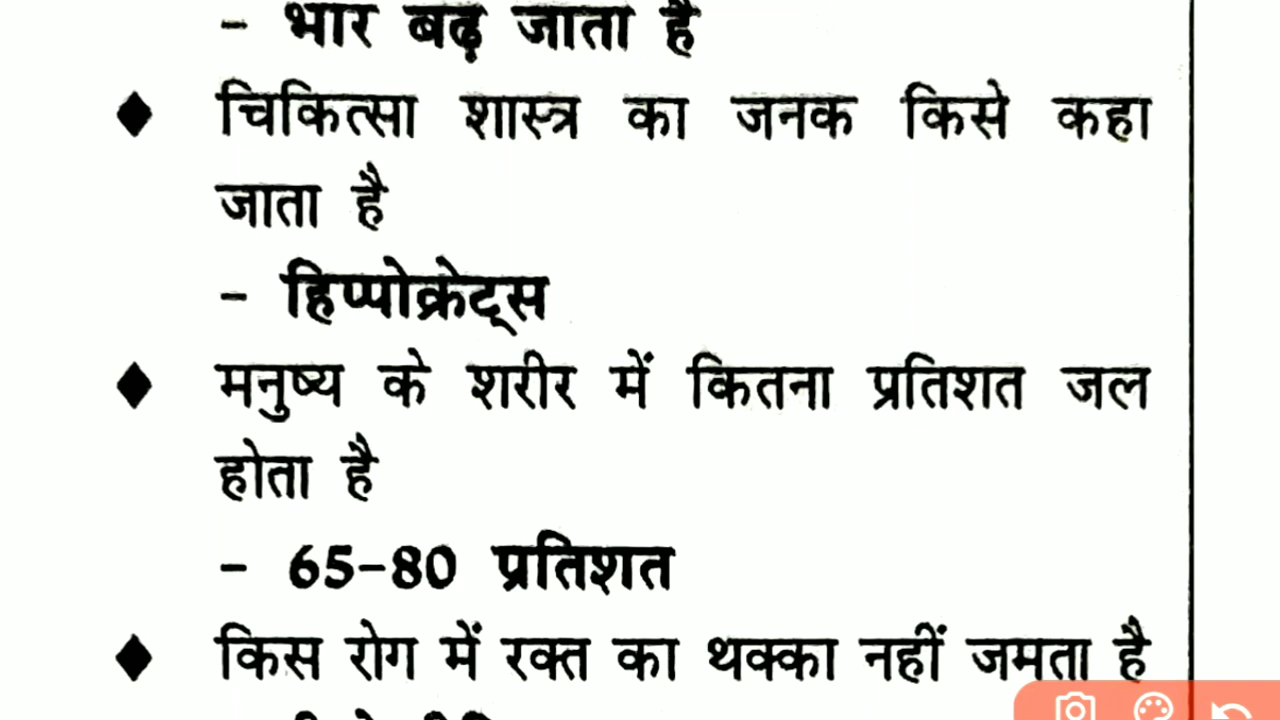 - भार बढ़ जाता है
♦ चिकित्सा शास्त्र का जनक किसे कहा
जाता है
- हिप्पोक्रेट्स
♦ मनुष्य के शरीर में कितना प्रतिशत जल
होता है
- 65-80 प्रतिशत
♦ किस रोग में रक्त का थक्का नहीं जमता है